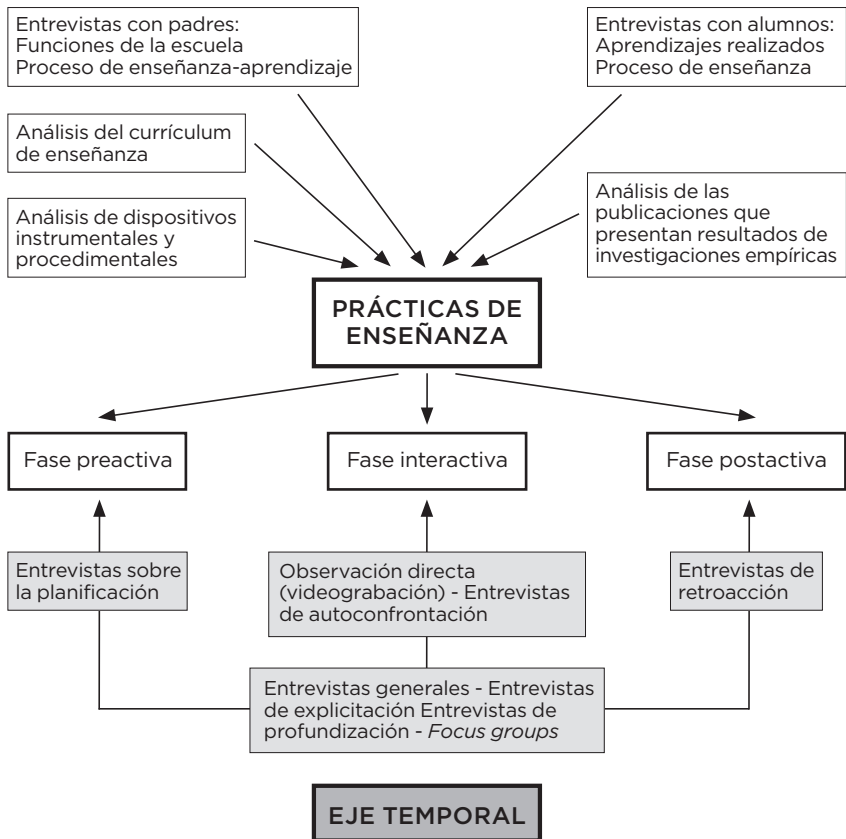 Entrevistas con padres:
Funciones de la escuela
Proceso de enseñanza-aprendizaje
Entrevistas con alumnos:
Aprendizajes realizados
Proceso de enseñanza
Análisis del currículum
de enseñanza
Análisis de dispositivos
instrumentales y
procedimentales
Análisis de las
publicaciones que
presentan resultados de
investigaciones empíricas
PRÁCTICAS DE
ENSEÑANZA
Fase preactiva
Fase interactiva
Fase postactiva
Entrevistas sobre
la planificación
Observación directa
(videograbación) - Entrevistas
de autoconfrontación
Entrevistas de
retroacción
Entrevistas generales - Entrevistas
de explicitación Entrevistas de
profundización - Focus groups
EJE TEMPORAL